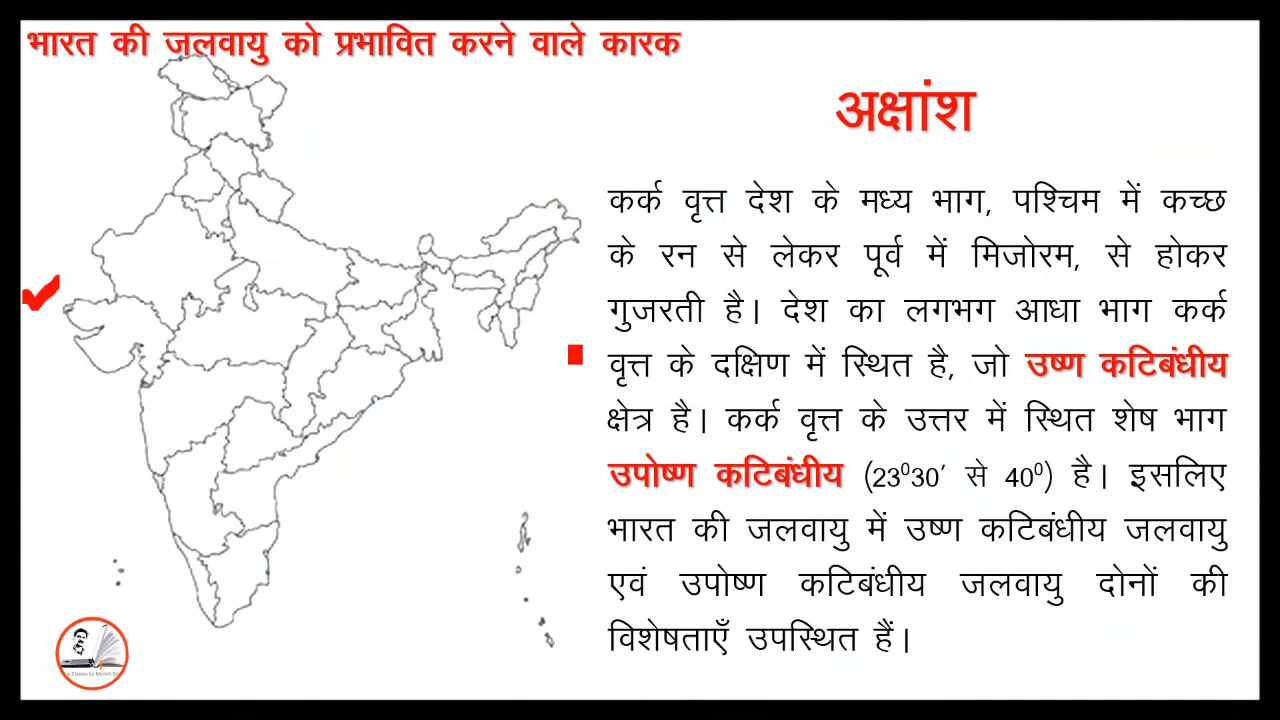 भारत की जलवायु को प्रभावित करने वाले कारक
अक्षांश
कर्क वृत्त देश के मध्य भाग, पश्चिम में कच्छ
के रन से लेकर पूर्व में मिजोरम, से होकर
गुजरती है। देश का लगभग आधा भाग कर्क
वृत्त के दक्षिण में स्थित है, जो उष्ण कटिबंधीय
क्षेत्र है। कर्क वृत्त के उत्तर में स्थित शेष भाग
उपोष्ण कटिबंधीय (23⁰30′ से 40⁰) है। इसलिए
भारत की जलवायु में उष्ण कटिबंधीय जलवायु
एवं उपोष्ण कटिबंधीय जलवायु दोनों की
विशेषताएँ उपस्थित हैं।